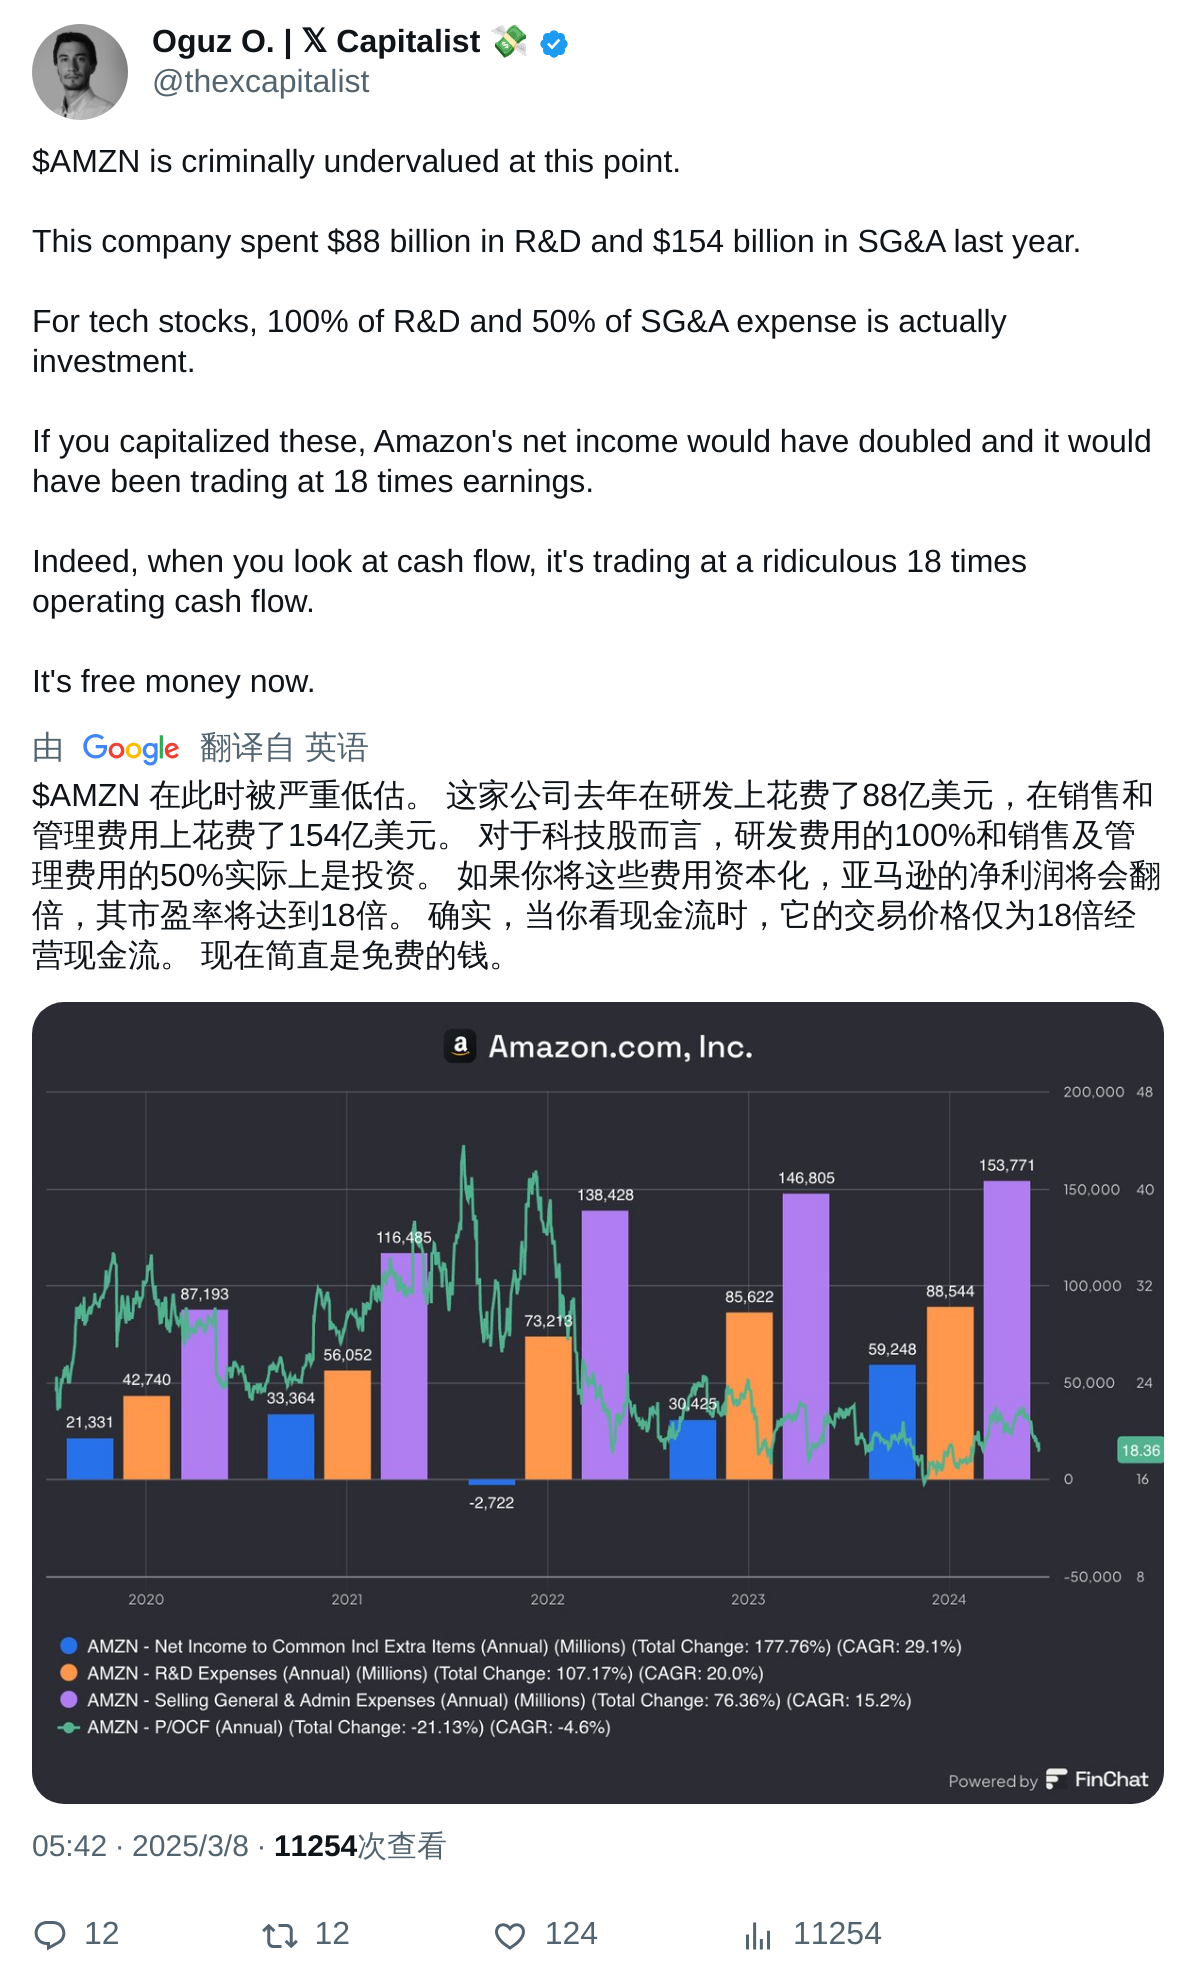 Oguz O. | 𝕏 Capitalist 💸
@thexcapitalist
$AMZN is criminally undervalued at this point.
This company spent $88 billion in R&D and $154 billion in SG&A last year.
For tech stocks, 100% of R&D and 50% of SG&A expense is actually
investment.
If you capitalized these, Amazon's net income would have doubled and it would
have been trading at 18 times earnings.
Indeed, when you look at cash flow, it's trading at a ridiculous 18 times
operating cash flow.
It's free money now.
由 Google 翻译自 英语
$AMZN 在此时被严重低估。 这家公司去年在研发上花费了88亿美元，在销售和
管理费用上花费了154亿美元。 对于科技股而言，研发费用的100%和销售及管
理费用的50%实际上是投资。 如果你将这些费用资本化，亚马逊的净利润将会翻
倍，其市盈率将达到18倍。 确实，当你看现金流时，它的交易价格仅为18倍经
营现金流。 现在简直是免费的钱。
a Amazon.com, Inc.
200,000 48
153,771
146,805
150,000 40
138,428
116,485
100,000 32
87,193
85,622
88,544
73,213
59,248
56,052
50,000 24
42,740
33,364
30,425
21,331
18.36
0 16
-2,722
-50,000 8
2020 2021 2022 2023 2024
AMZN - Net Income to Common Incl Extra Items (Annual) (Millions) (Total Change: 177.76%) (CAGR: 29.1%)
AMZN - R&D Expenses (Annual) (Millions) (Total Change: 107.17%) (CAGR: 20.0%)
AMZN - Selling General & Admin Expenses (Annual) (Millions) (Total Change: 76.36%) (CAGR: 15.2%)
AMZN - P/OCF (Annual) (Total Change: -21.13%) (CAGR: -4.6%)
Powered by FinChat
05:42 · 2025/3/8 · 11254次查看
12 12 124 11254